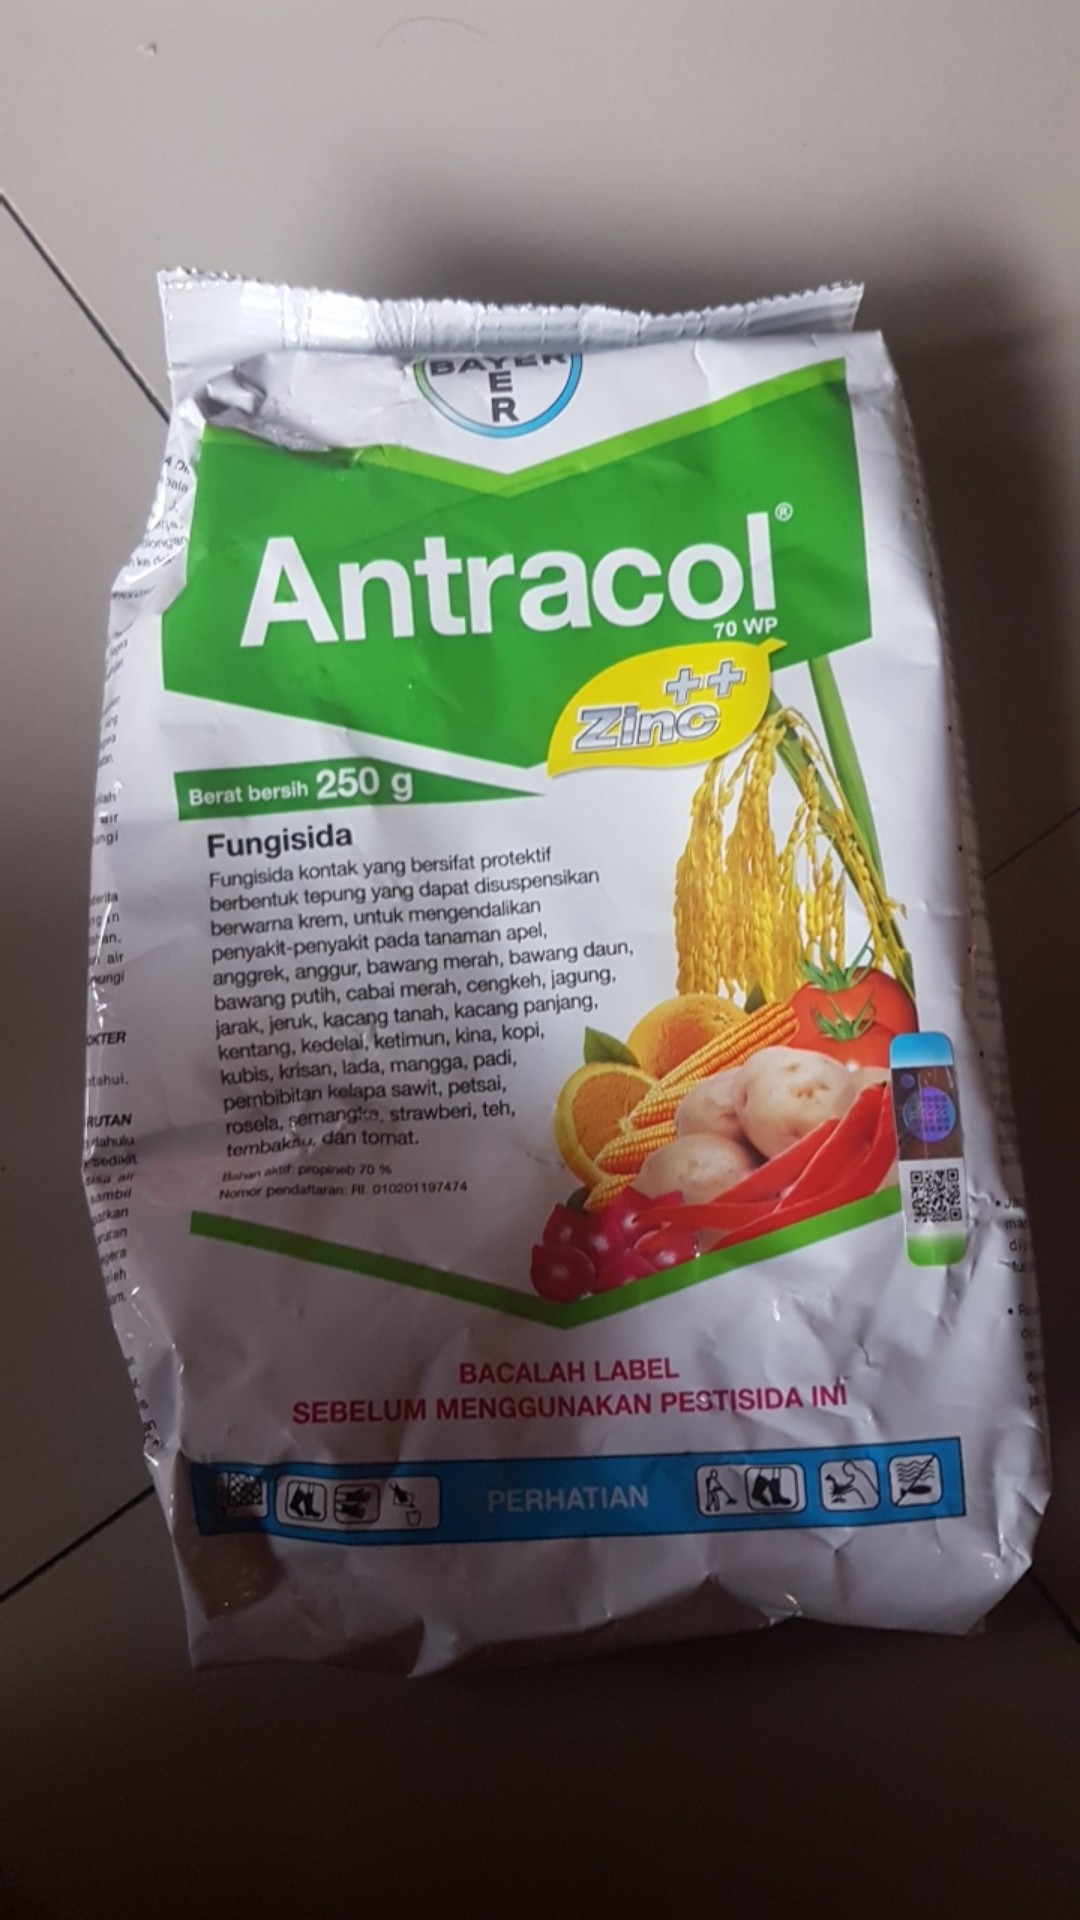 BAYER
E
R
Antracol®
70 WP
Zinc++
Berat bersih 250 g
Fungisida
Fungisida kontak yang bersifat protektif
berbentuk tepung yang dapat disuspensikan
berwarna krem, untuk mengendalikan
penyakit-penyakit pada tanaman apel,
anggrek, anggur, bawang merah, bawang daun,
bawang putih, cabai merah, cengkeh, jagung,
jarak, jeruk, kacang tanah, kacang panjang,
kentang, kedelai, ketimun, kina, kopi,
kubis, krisan, lada, mangga, padi,
pembibitan kelapa sawit, petsai,
rosela, semangka, strawberi, teh,
tembakau, dan tomat.
Bahan aktif: propineb 70 %
Nomor pendaftaran: RI. 010201197474
BACALAH LABEL
SEBELUM MENGGUNAKAN PESTISIDA INI
PERHATIAN